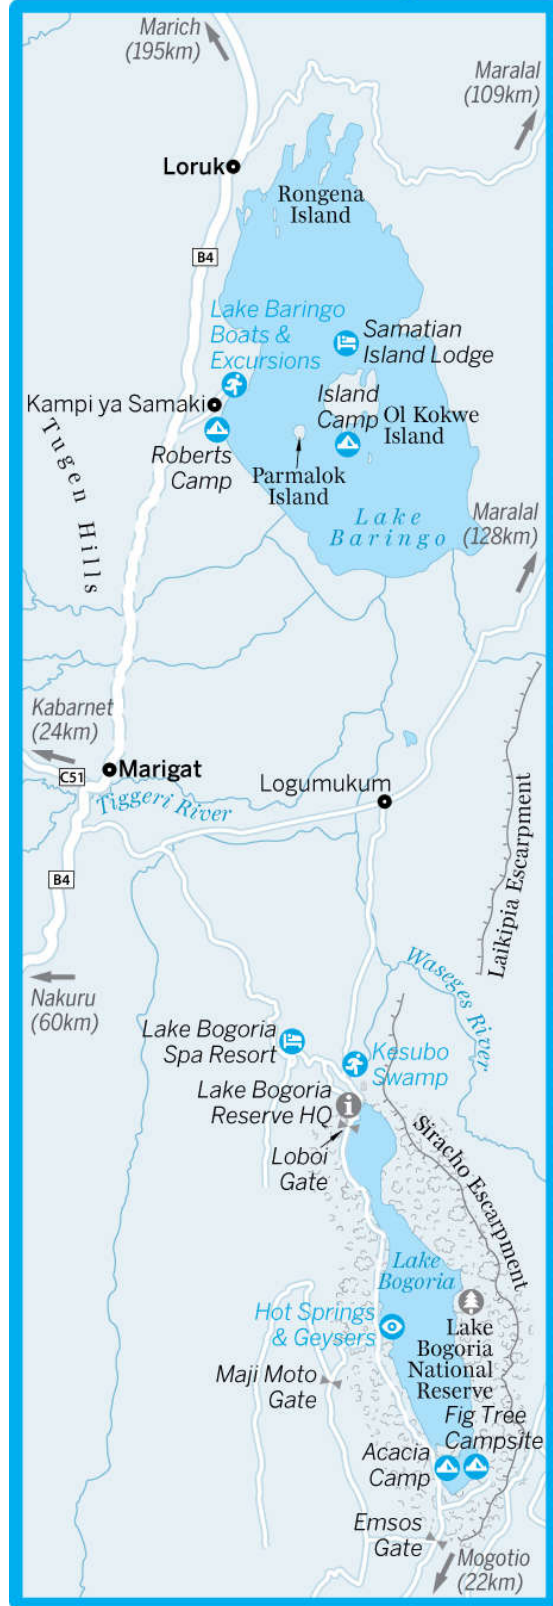 Marich
(195km)
Maralal
(109km)
Loruk
Rongena
Island
B4
Lake Baringo
Boats &
Excursions
Samatian
Island Lodge
Kampi ya Samaki
Island
Camp
Ol Kokwe
Island
Roberts
Camp
Parmalok
Island
Tugen Hills
Lake
Baringo
Maralal
(128km)
Kabarnet
(24km)
C51
Marigat
Tiggeri River
Logumukum
Laikipia Escarpment
B4
Nakuru
(60km)
Waseges River
Lake Bogoria
Spa Resort
Kesubo
Swamp
Lake Bogoria
Reserve HQ
i
Loboi
Gate
Siracho Escarpment
Lake
Bogoria
Hot Springs
& Geysers
Lake
Bogoria
National
Reserve
Maji Moto
Gate
Fig Tree
Campsite
Acacia
Camp
Emsos
Gate
Mogotio
(22km)